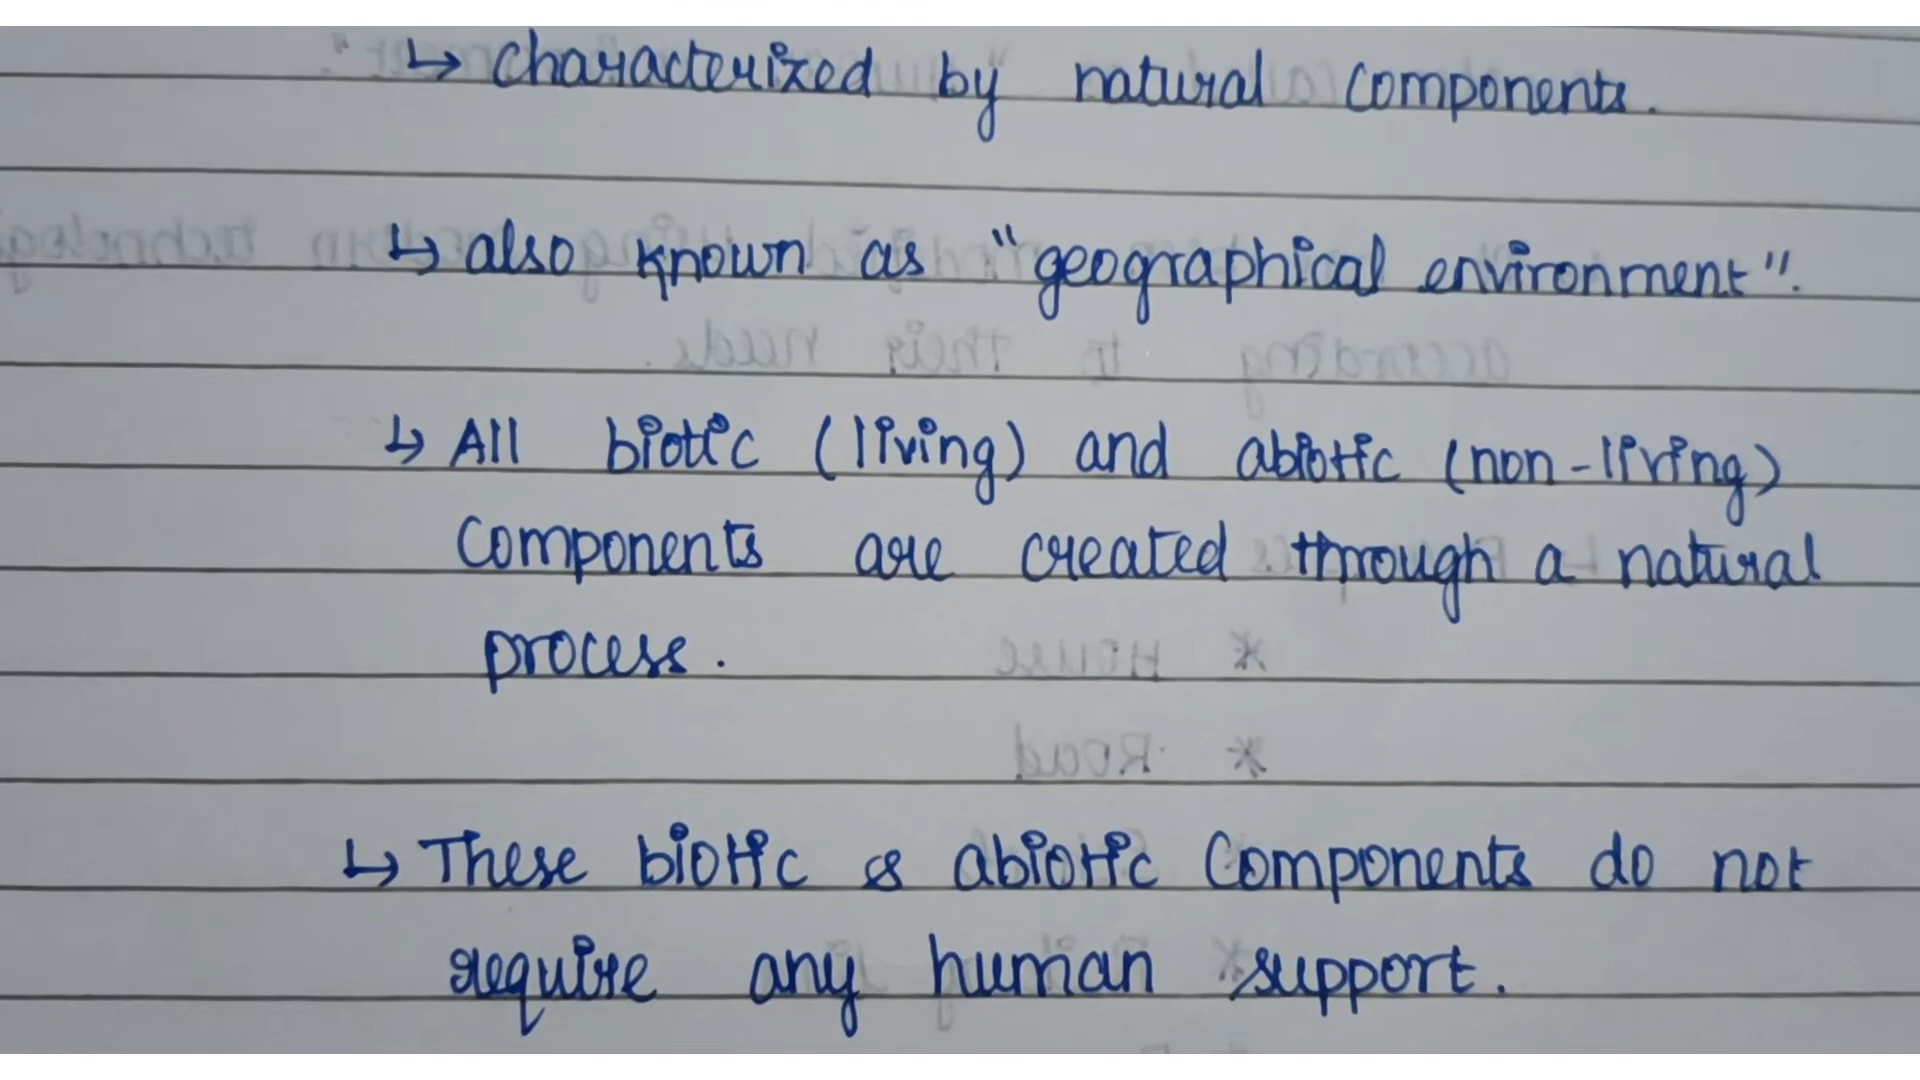 ↳ characterized by natural components.
↳ also known as "geographical environment".
↳ All biotic (living) and abiotic (non-living)
components are created through a natural
process.
↳ These biotic & abiotic components do not
require any human support.